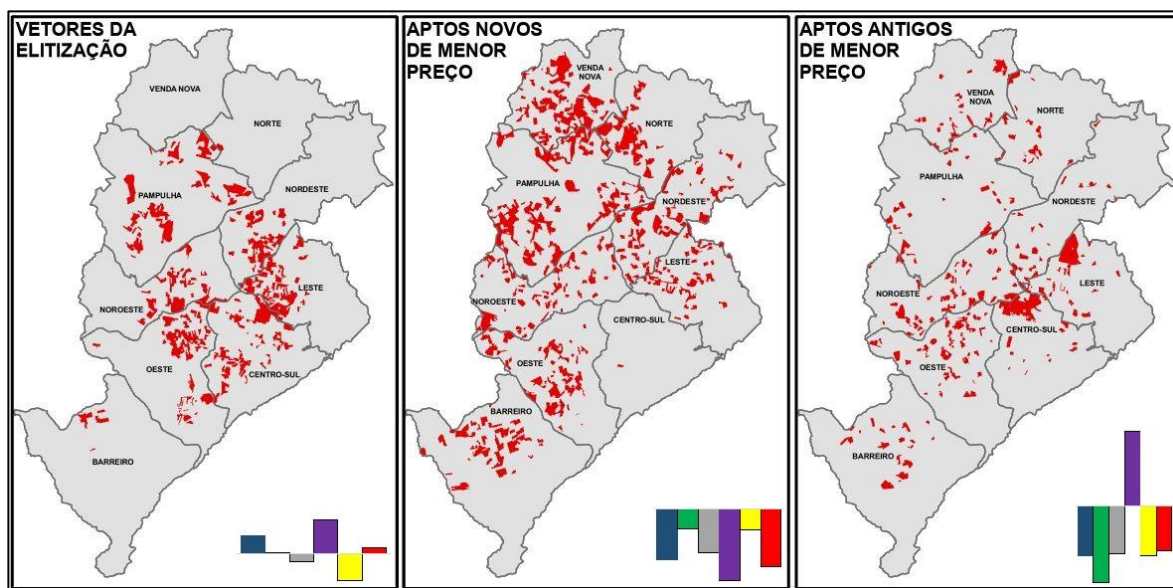 VETORES DA
ELITIZAÇÃO
VENDA NOVA
NORTE
NORDESTE
PAMPULHA
LESTE
NOROESTE
OESTE
CENTRO-SUL
BARREIRO
APTOS NOVOS
DE MENOR
PREÇO
VENDA
NOVA
NORTE
PAMPULHA
NORDESTE
LESTE
NOROESTE
CENTRO-SUL
OESTE
BARREIRO
APTOS ANTIGOS
DE MENOR
PREÇO
VENDA
NOVA
NORTE
PAMPULHA
NORDESTE
LESTE
NOROESTE
CENTRO-SUL
OESTE
BARREIRO